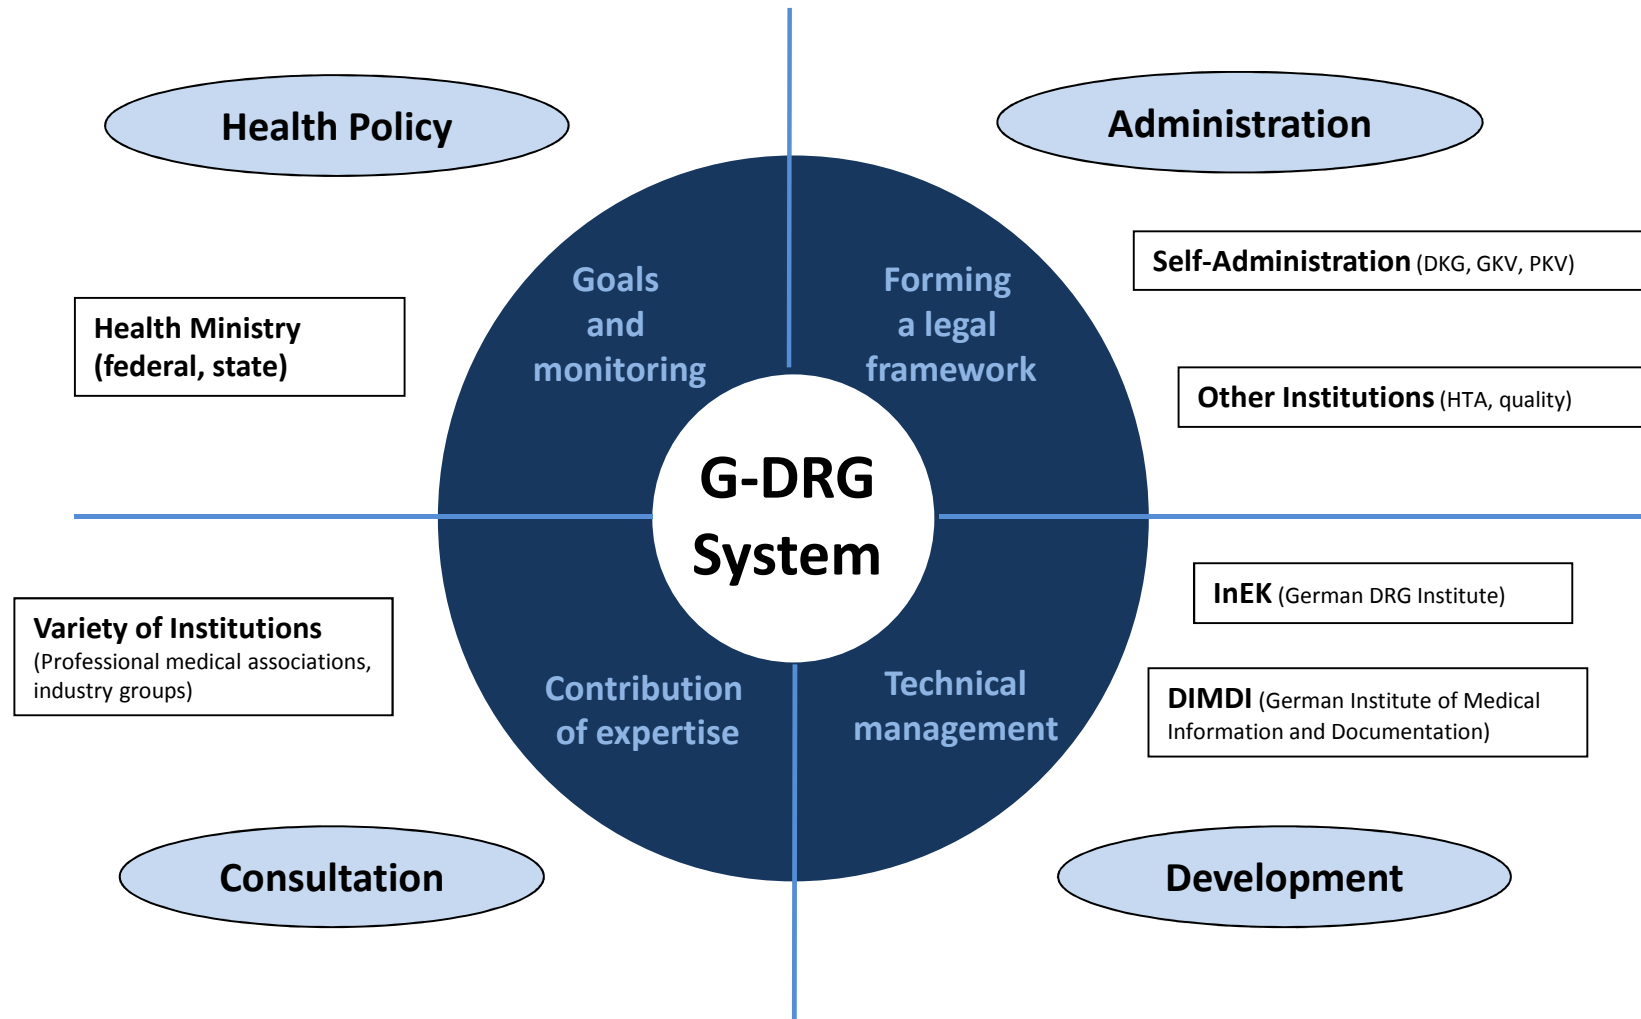 Health Policy
Administration
Goals
and
monitoring
Forming
a legal
framework
Health Ministry
(federal, state)
Self-Administration (DKG, GKV, PKV)
Other Institutions (HTA, quality)
G-DRG
System
Variety of Institutions
(Professional medical associations,
industry groups)
Contribution
of expertise
Technical
management
InEK (German DRG Institute)
DIMDI (German Institute of Medical
Information and Documentation)
Consultation
Development